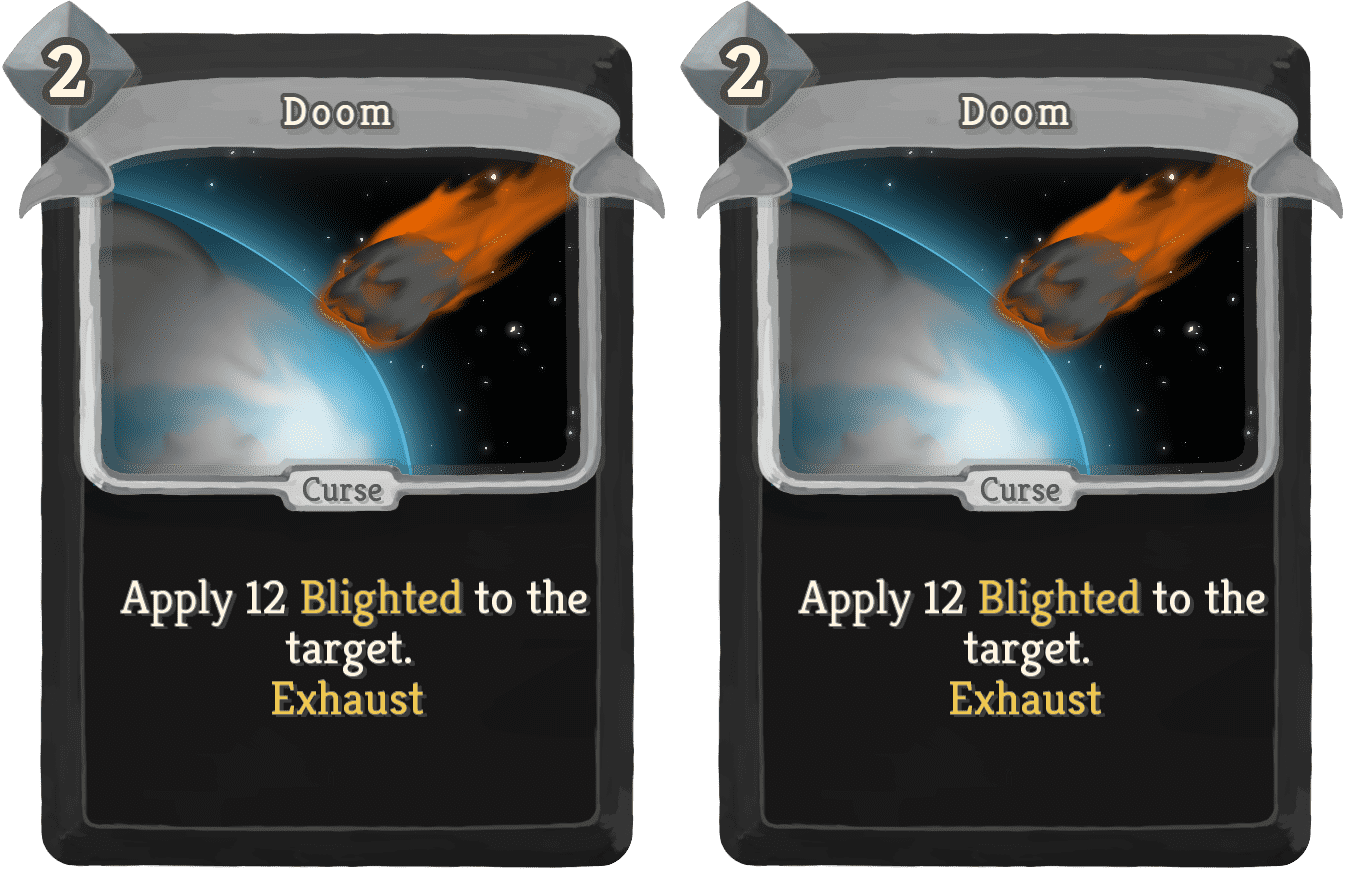 2
Doom
Curse
Apply 12 Blighted to the
target.
Exhaust
2
Doom
Curse
Apply 12 Blighted to the
target.
Exhaust